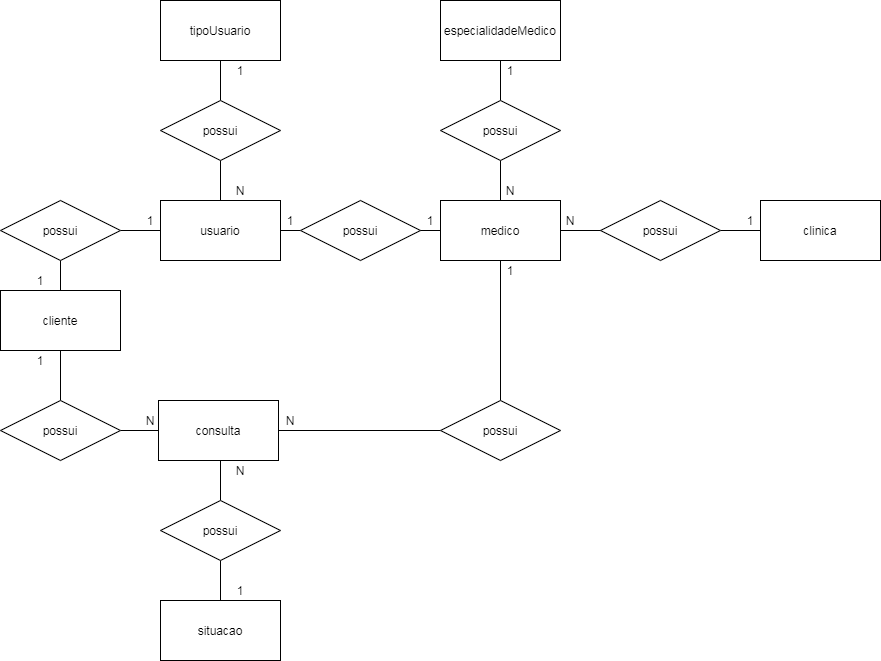 tipoUsuario
especialidadeMedico
1
1
possui
possui
N
N
possui
1
usuario
1
possui
1
medico
N
possui
1
clinica
1
1
cliente
1
possui
N
consulta
N
possui
N
possui
1
situacao